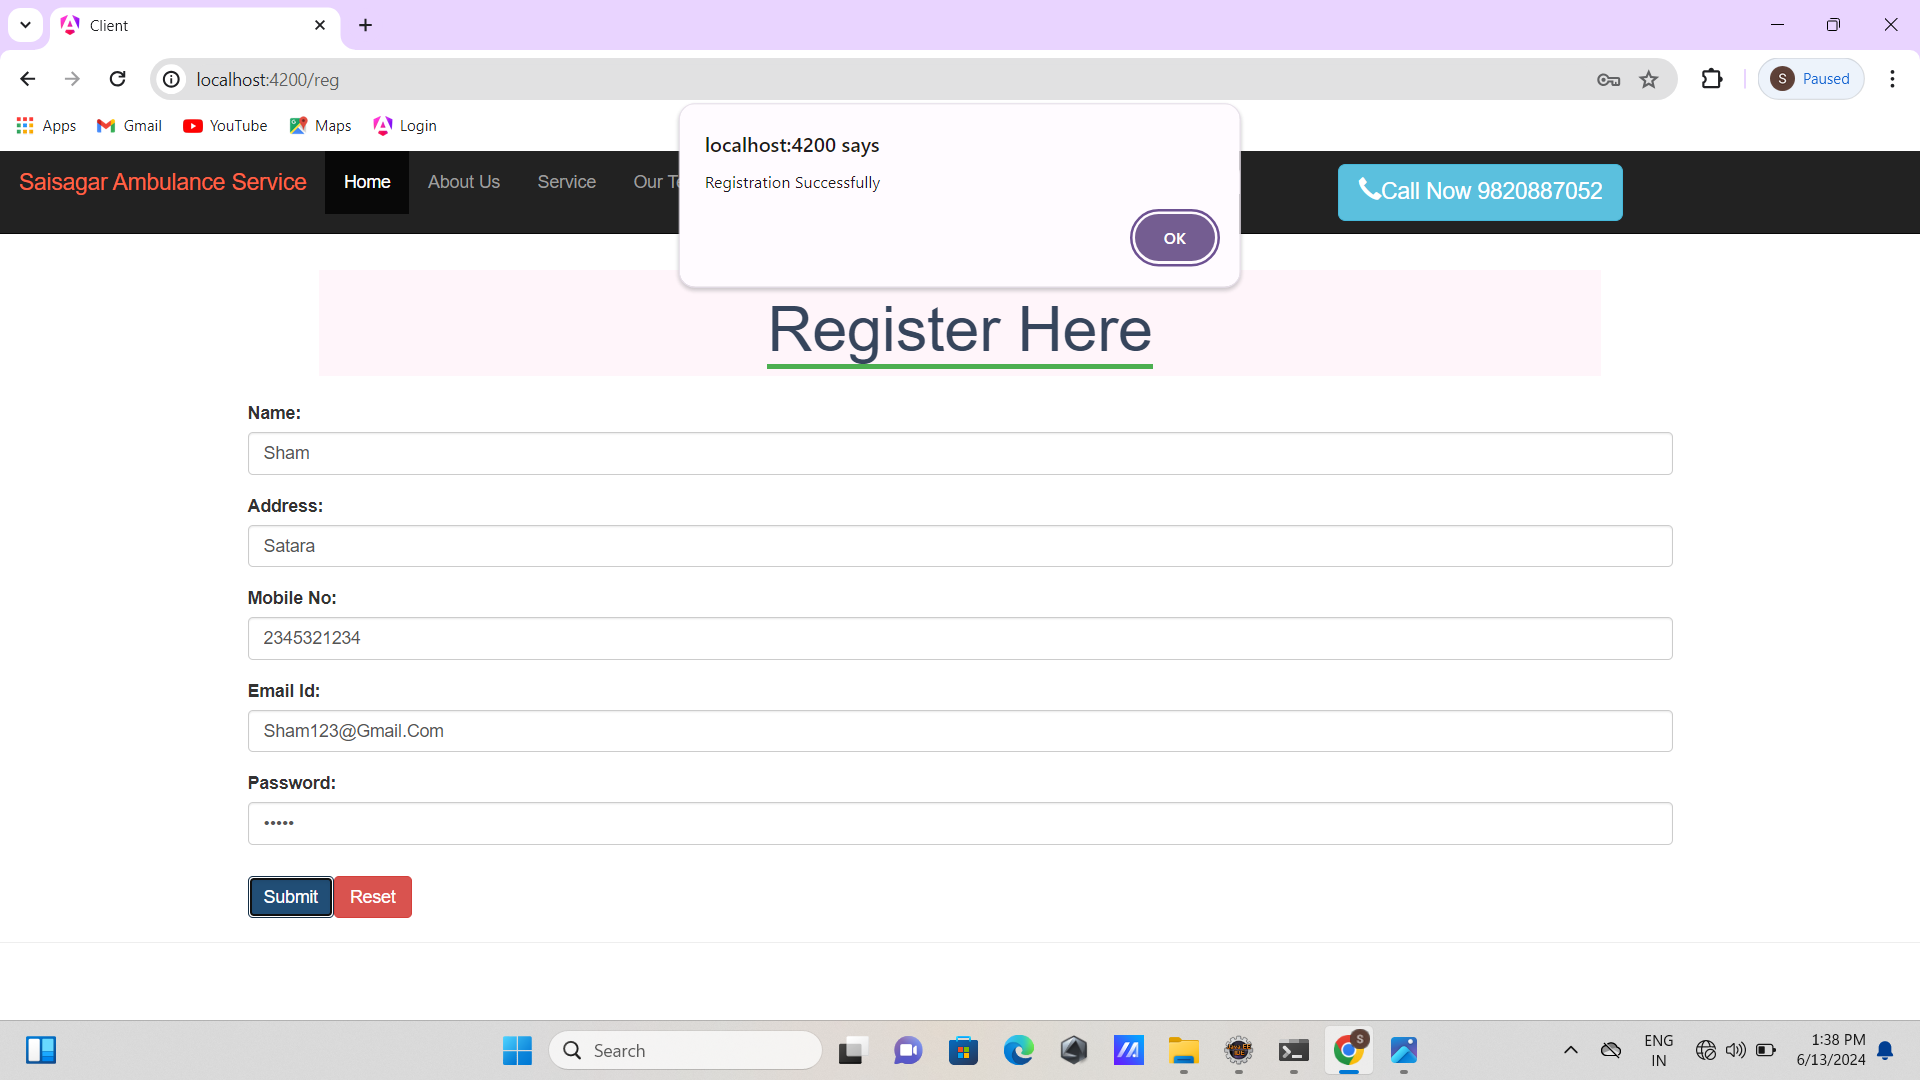 Client
localhost:4200/reg
S Paused
Apps Gmail YouTube Maps Login
localhost:4200 says
Registration Successfully
OK
Saisagar Ambulance Service Home About Us Service Our
Call Now 9820887052
Register Here
Name:
Sham
Address:
Satara
Mobile No:
2345321234
Email Id:
Sham123@Gmail.Com
Password:
•••••
Submit Reset
Search
S
ENG
IN
1:38 PM
6/13/2024